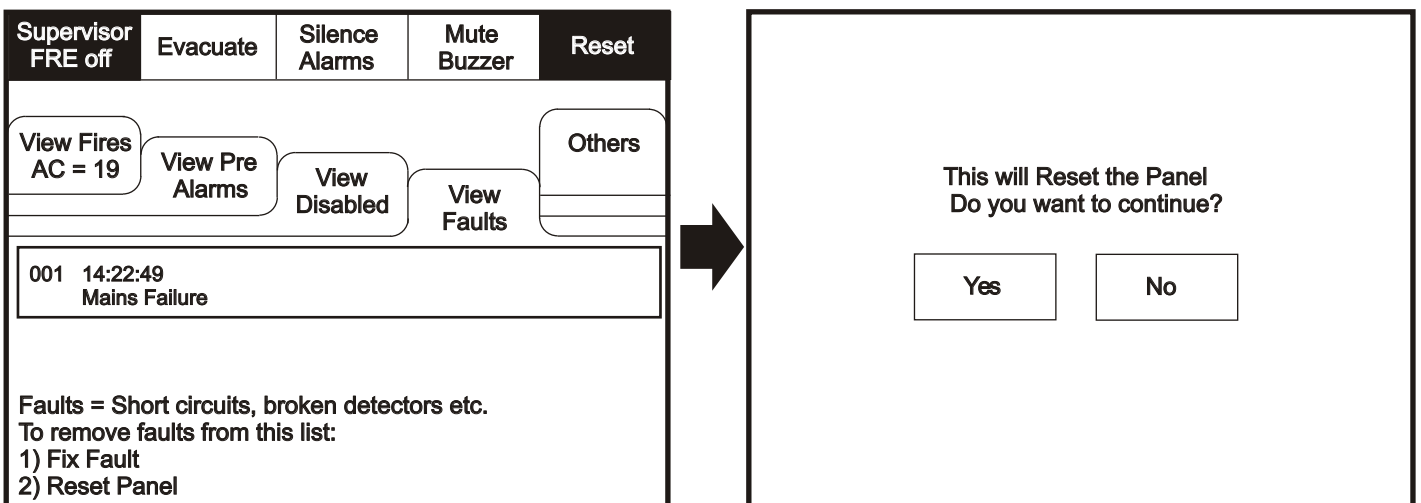 Supervisor
FRE off
Evacuate
Silence
Alarms
Mute
Buzzer
Reset
View Fires
AC = 19
View Pre
Alarms
View
Disabled
View
Faults
Others
001 14:22:49
Mains Failure
Faults = Short circuits, broken detectors etc.
To remove faults from this list:
1) Fix Fault
2) Reset Panel
This will Reset the Panel
Do you want to continue?
Yes
No